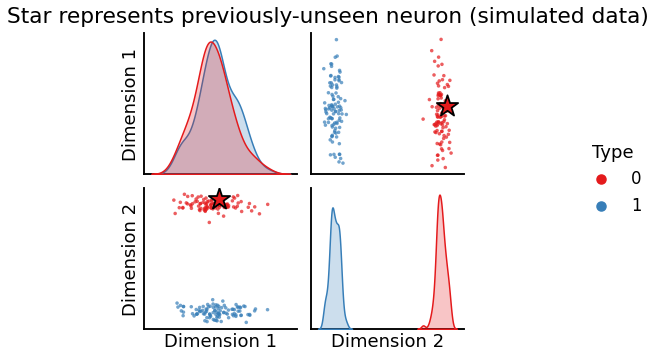 Star represents previously-unseen neuron (simulated data)
Dimension 1
Type
0
1
Dimension 2
Dimension 1
Dimension 2